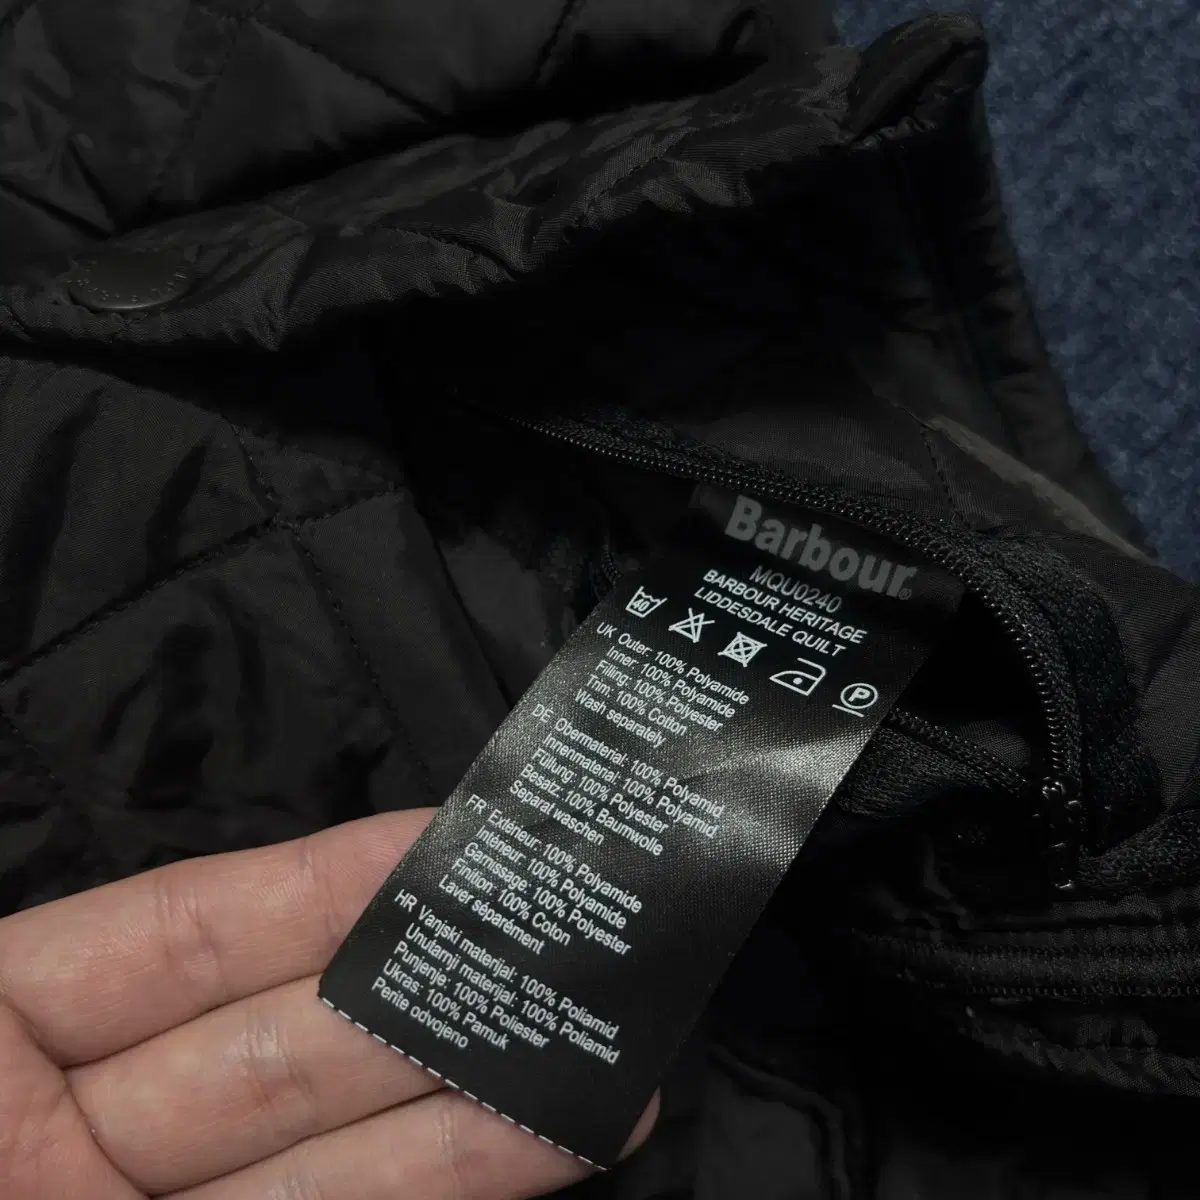 Barbour®
MQU0240
BARBOUR HERITAGE
LIDDESDALE QUILT
40
P
UK Outer: 100% Polyamide
Inner: 100% Polyamide
Filling: 100% Polyester
Trim: 100% Cotton
Wash separately
DE: Obermaterial: 100% Polyamid
Innenmaterial: 100% Polyamid
Füllung: 100% Polyester
Besatz: 100% Baumwolle
Separat waschen
FR: Extérieur: 100% Polyamide
Intérieur: 100% Polyamide
Garnissage: 100% Polyester
Finition: 100% Coton
Laver séparément
HR Vanjski materijal: 100% Poliamid
Unutarnji materijal: 100% Poliamid
Punjenje: 100% Poliester
Ukras: 100% Pamuk
Perite odvojeno